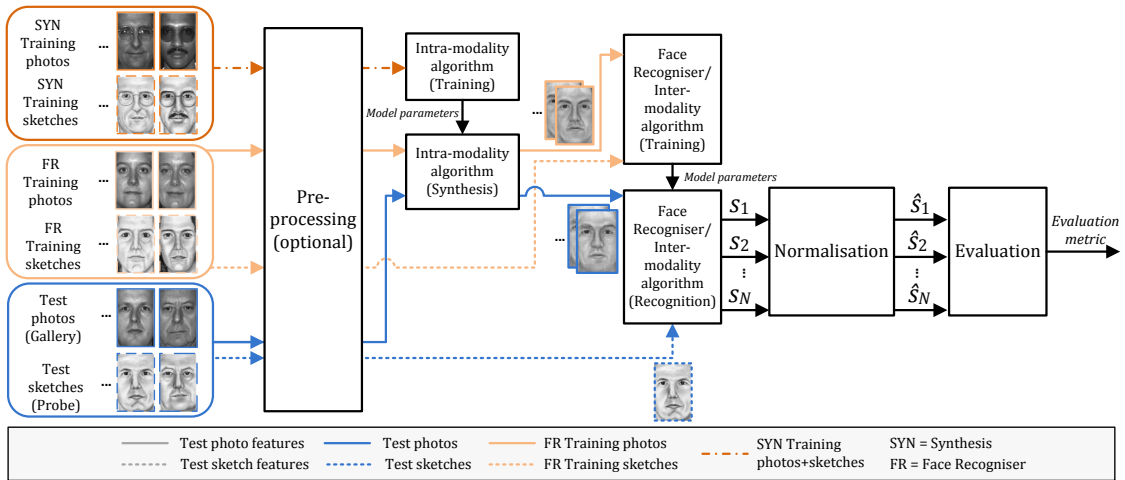 SYN
Training
photos
...
SYN
Training
sketches
...
FR
Training
photos
...
FR
Training
sketches
...
Test
photos
(Gallery)
...
Test
sketches
(Probe)
...
Pre-
processing
(optional)
Intra-modality
algorithm
(Training)
Model parameters
Intra-modality
algorithm
(Synthesis)
...
Face
Recogniser/
Inter-
modality
algorithm
(Training)
Model parameters
...
Face
Recogniser/
Inter-
modality
algorithm
(Recognition)
S1
S2
⋮
SN
Normalisation
Ŝ1
Ŝ2
⋮
ŜN
Evaluation
Evaluation
metric
Test photo features
Test sketch features
Test photos
Test sketches
FR Training photos
FR Training sketches
SYN Training
photos+sketches
SYN = Synthesis
FR = Face Recogniser